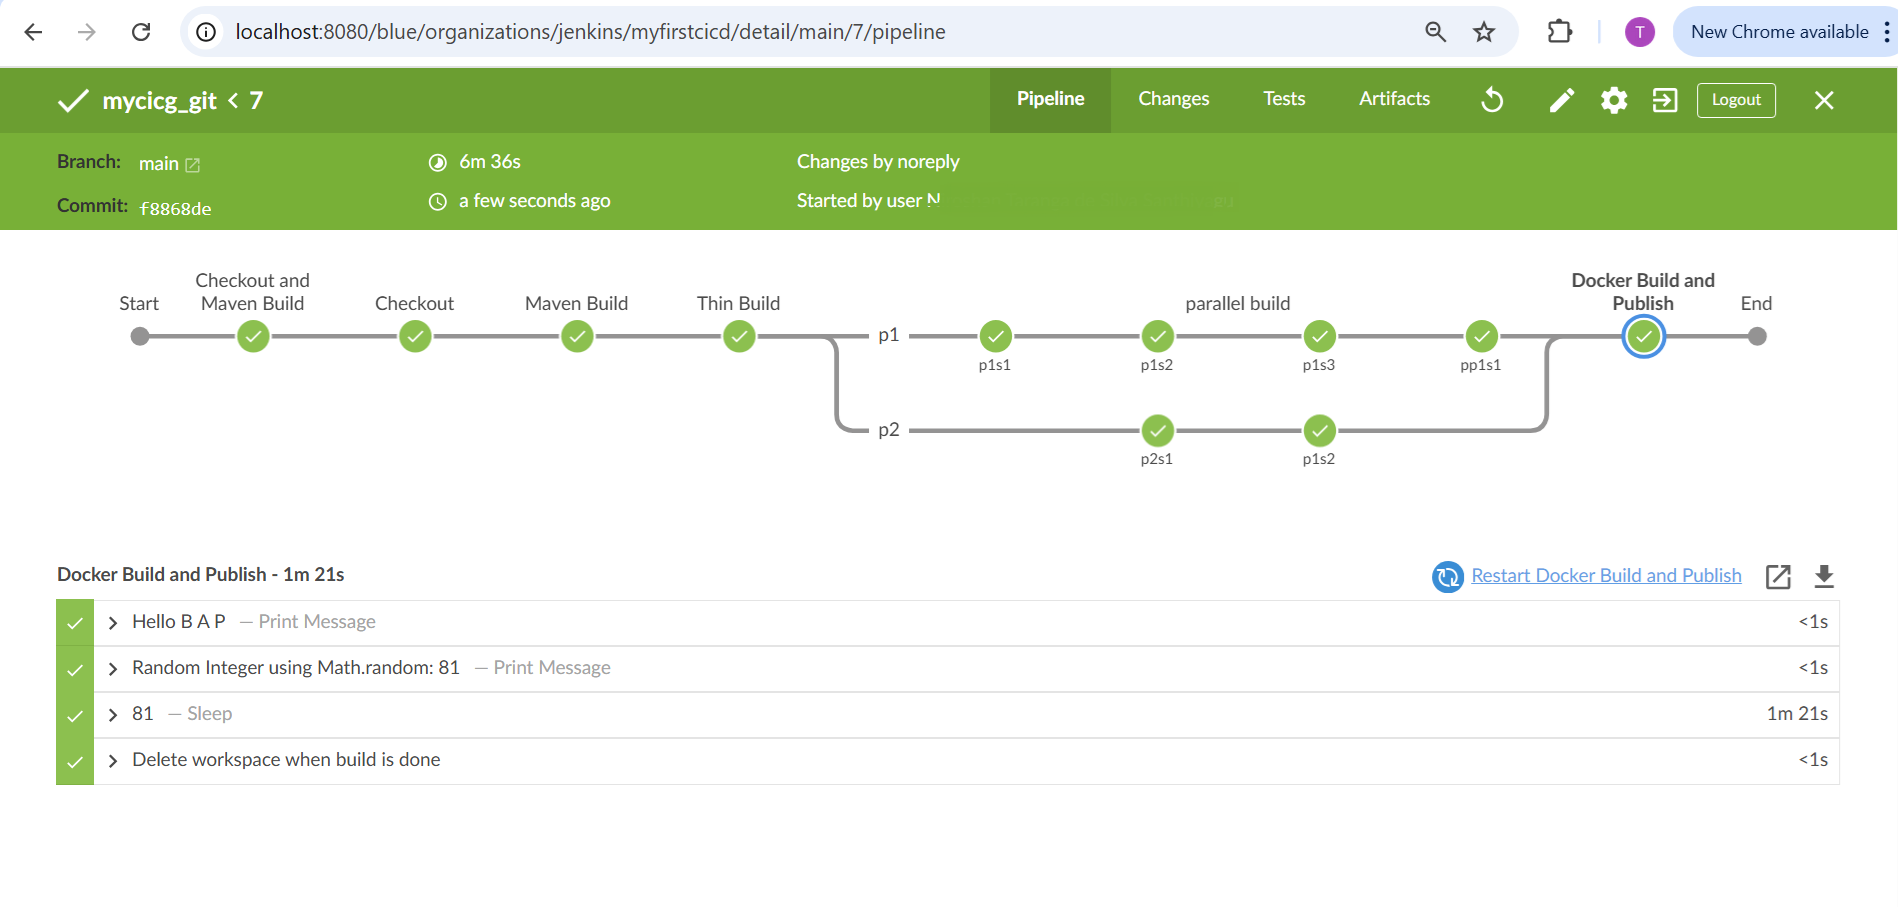 localhost:8080/blue/organizations/jenkins/myfirstcicd/detail/main/7/pipeline
T
New Chrome available
mycicg_git < 7
Pipeline
Changes
Tests
Artifacts
Logout
Branch: main
6m 36s
Changes by noreply
Commit: f8868de
a few seconds ago
Started by user N
Start
Checkout and
Maven Build
Checkout
Maven Build
Thin Build
parallel build
Docker Build and
Publish
End
p1
p1s1
p1s2
p1s3
pp1s1
p2
p2s1
p1s2
Docker Build and Publish - 1m 21s
Restart Docker Build and Publish
Hello B A P — Print Message <1s
Random Integer using Math.random: 81 — Print Message <1s
81 — Sleep 1m 21s
Delete workspace when build is done <1s